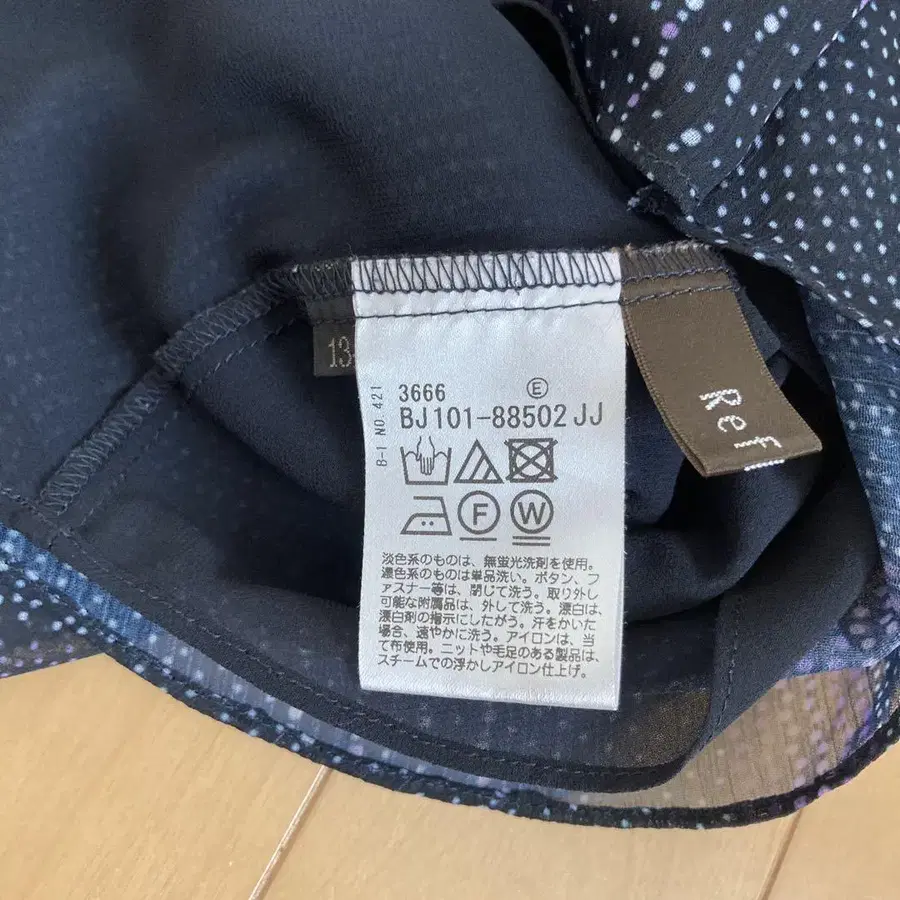 13
B-I NO.421
3666 Ⓔ
BJ101-88502JJ
F W
淡色系のものは、無蛍光洗剤を使用。
濃色系のものは単品洗い。ボタン、フ
ァスナー等は、閉じて洗う。取り外し
可能な附属品は、外して洗う。漂白は、
漂白剤の指示にしたがう。汗をかいた
場合、速やかに洗う。アイロンは、当
て布使用。ニットや毛足のある製品は、
スチームでの浮かしアイロン仕上げ。
Ref